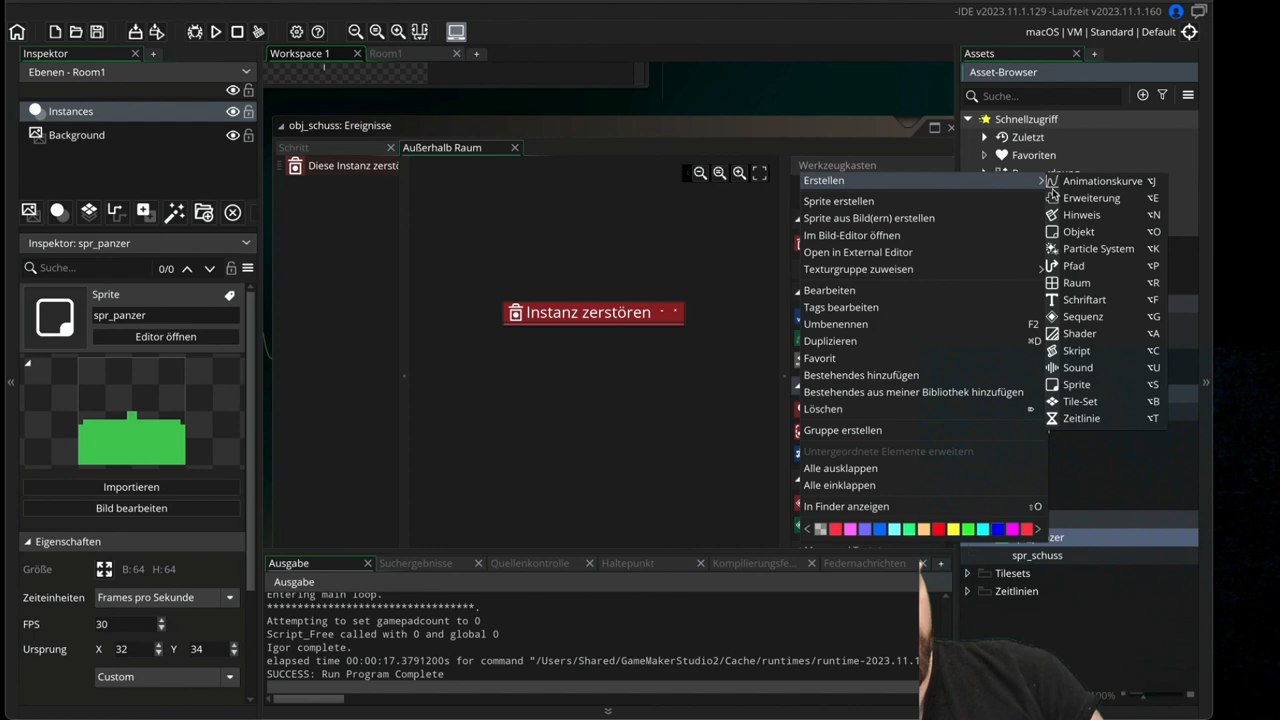 -IDE v2023.11.1.129 -Laufzeit v2023.11.1.160
macOS | VM | Standard | Default
Inspektor
Workspace 1
Room1
Assets
Ebenen - Room1
Asset-Browser
Suche...
Instances
Background
obj_schuss: Ereignisse
Schritt
Außerhalb Raum
Diese Instanz zerstö
Instanz zerstören
Werkzeugkasten
Schnellzugriff
Zuletzt
Favoriten
Erstellen
Sprite erstellen
Sprite aus Bild(ern) erstellen
Im Bild-Editor öffnen
Open in External Editor
Texturgruppe zuweisen
Bearbeiten
Tags bearbeiten
Umbenennen F2
Duplizieren ⌘D
Favorit
Bestehendes hinzufügen
Bestehendes aus meiner Bibliothek hinzufügen
Löschen
Gruppe erstellen
Untergeordnete Elemente erweitern
Alle ausklappen
Alle einklappen
In Finder anzeigen ⇧O
Animationskurve ⌥J
Erweiterung ⌥E
Hinweis ⌥N
Objekt ⌥O
Particle System ⌥K
Pfad ⌥P
Raum ⌥R
Schriftart ⌥F
Sequenz ⌥G
Shader ⌥A
Skript ⌥C
Sound ⌥U
Sprite ⌥S
Tile-Set ⌥B
Zeitlinie ⌥T
zer
spr_schuss
Tilesets
Zeitlinien
Inspektor: spr_panzer
Suche... 0/0
Sprite
spr_panzer
Editor öffnen
Importieren
Bild bearbeiten
Eigenschaften
Größe B: 64 H: 64
Zeiteinheiten Frames pro Sekunde
FPS 30
Ursprung X 32 Y 34
Custom
Ausgabe
Suchergebnisse
Quellenkontrolle
Haltepunkt
Kompilierungsfe...
Federnachrichten
Ausgabe
Entering main loop.
*********************************.
Attempting to set gamepadcount to 0
Script_Free called with 0 and global 0
Igor complete.
elapsed time 00:00:17.3791200s for command "/Users/Shared/GameMakerStudio2/Cache/runtimes/runtime-2023.11.1
SUCCESS: Run Program Complete